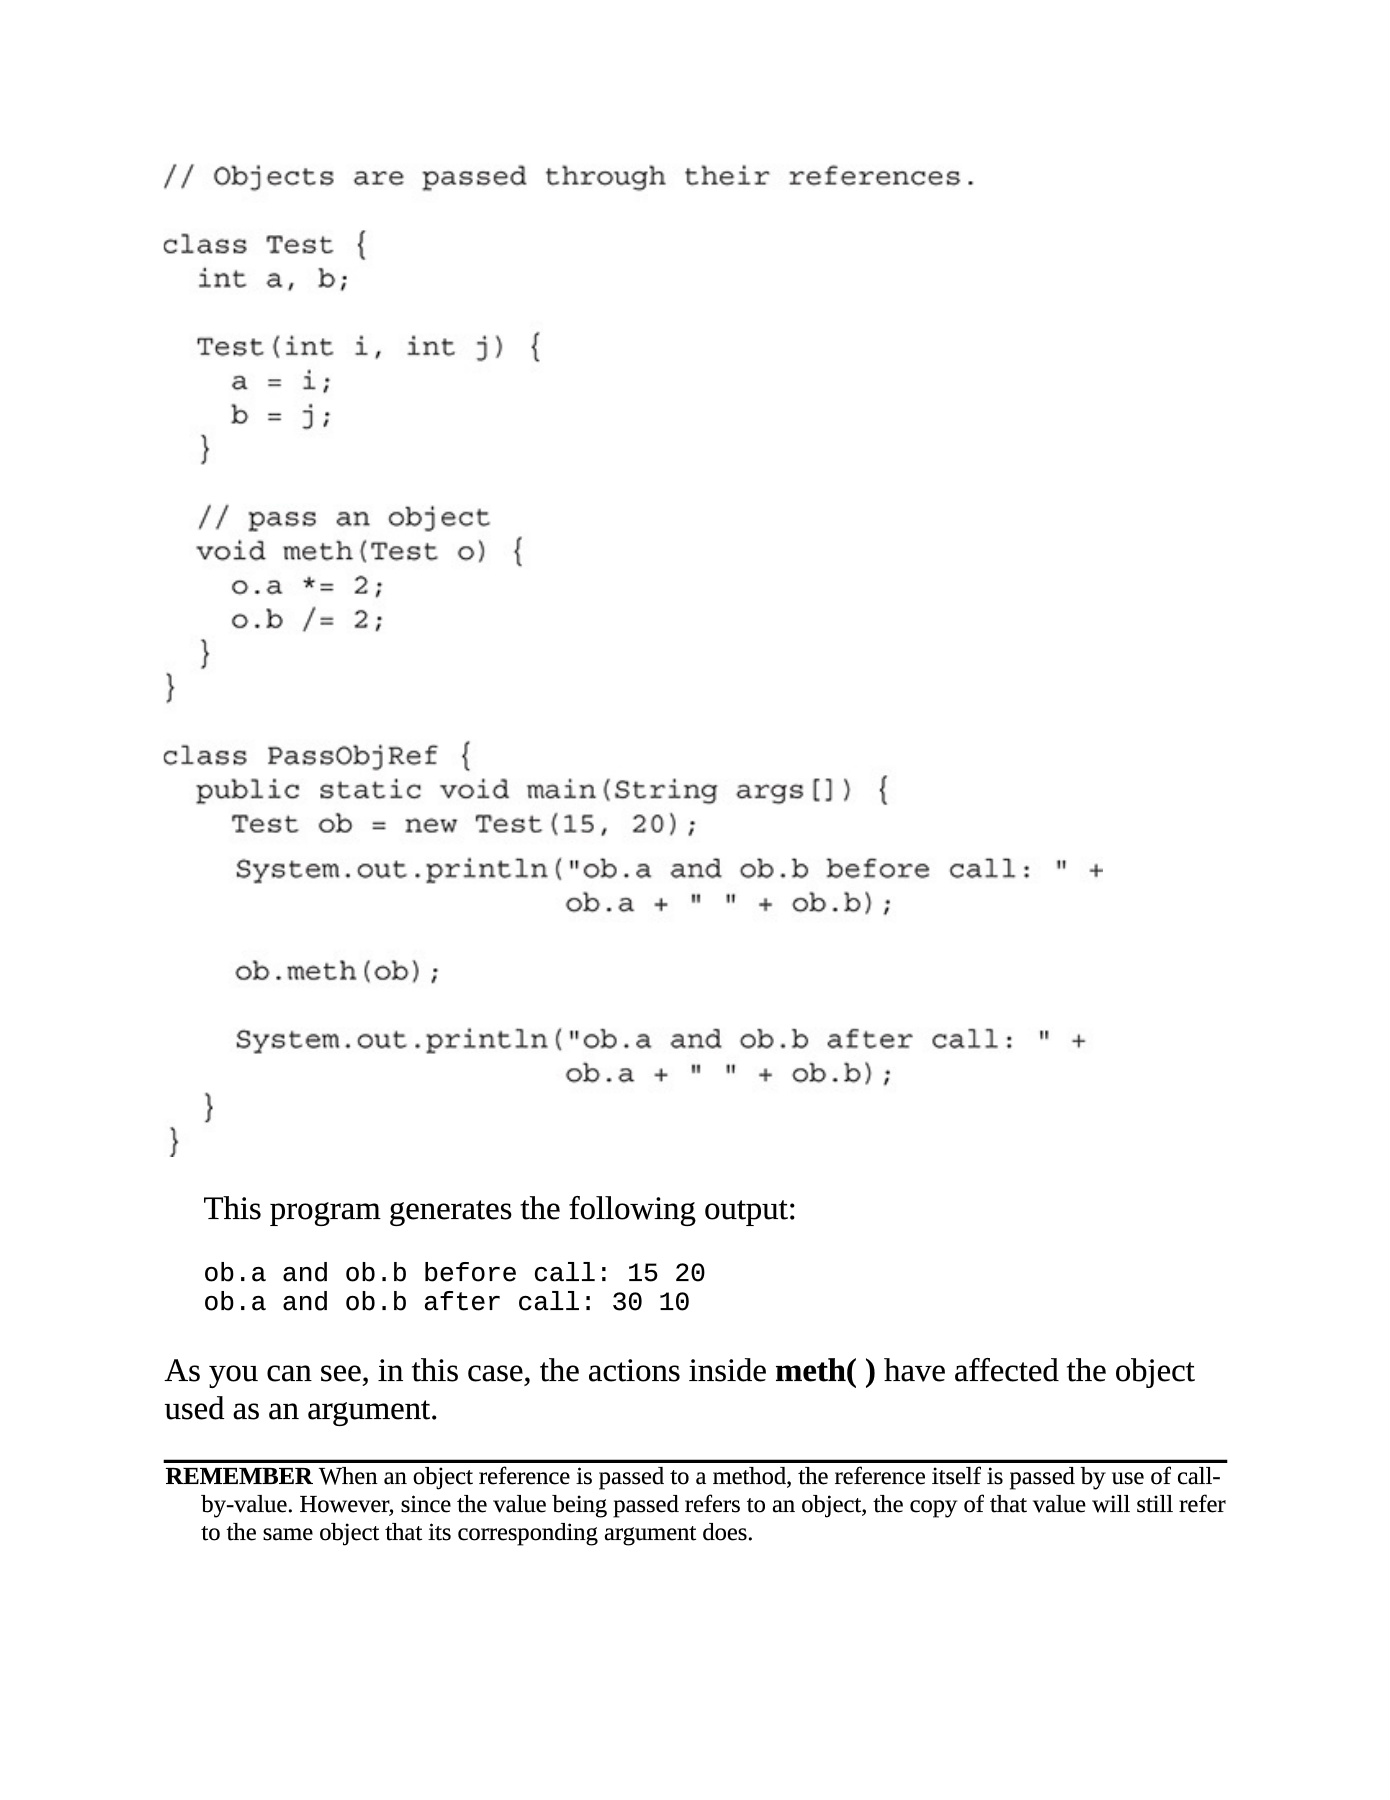 // Objects are passed through their references.

class Test {
  int a, b;

  Test(int i, int j) {
    a = i;
    b = j;
  }

  // pass an object
  void meth(Test o) {
    o.a *= 2;
    o.b /= 2;
  }
}

class PassObjRef {
  public static void main(String args[]) {
    Test ob = new Test(15, 20);
    System.out.println("ob.a and ob.b before call: " +
                       ob.a + " " + ob.b);

    ob.meth(ob);

    System.out.println("ob.a and ob.b after call: " +
                       ob.a + " " + ob.b);
  }
}
This program generates the following output:
ob.a and ob.b before call: 15 20
ob.a and ob.b after call: 30 10
As you can see, in this case, the actions inside meth( ) have affected the object
used as an argument.
REMEMBER When an object reference is passed to a method, the reference itself is passed by use of call-
by-value. However, since the value being passed refers to an object, the copy of that value will still refer
to the same object that its corresponding argument does.